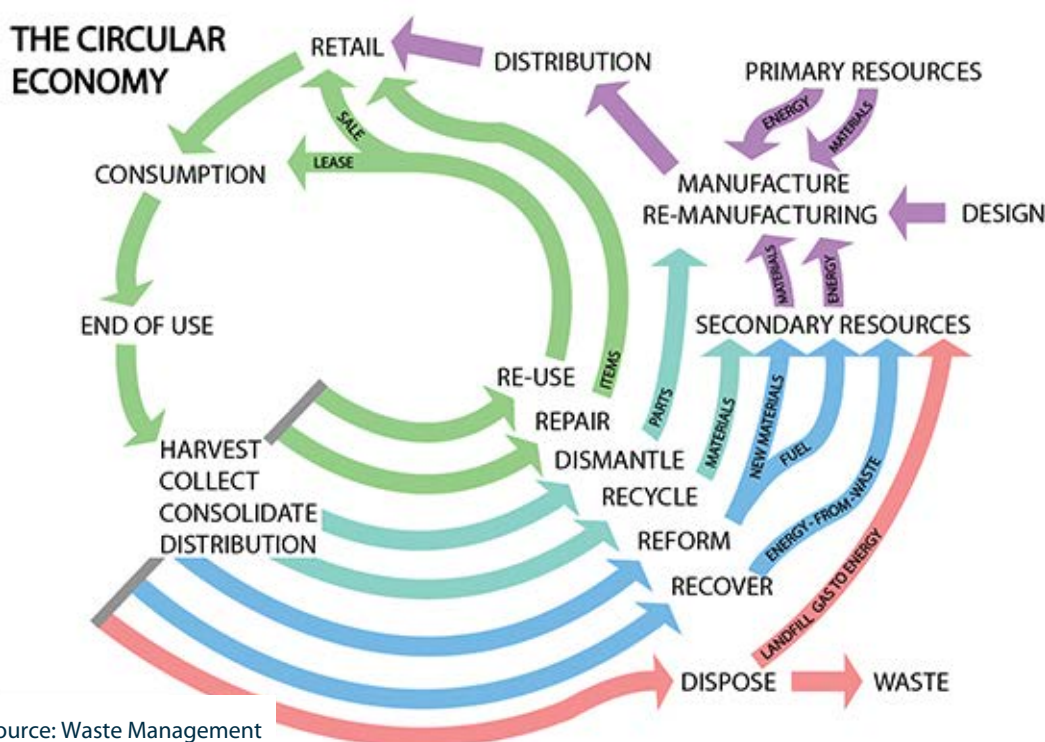 THE CIRCULAR
ECONOMY
RETAIL
DISTRIBUTION
PRIMARY RESOURCES
ENERGY
MATERIALS
SALE
LEASE
CONSUMPTION
MANUFACTURE
RE-MANUFACTURING
DESIGN
MATERIALS
ENERGY
END OF USE
SECONDARY RESOURCES
RE-USE
ITEMS
REPAIR
PARTS
MATERIALS
NEW MATERIALS
FUEL
HARVEST
COLLECT
CONSOLIDATE
DISTRIBUTION
DISMANTLE
RECYCLE
REFORM
ENERGY-FROM-WASTE
RECOVER
LANDFILL GAS TO ENERGY
DISPOSE
WASTE
ource: Waste Management